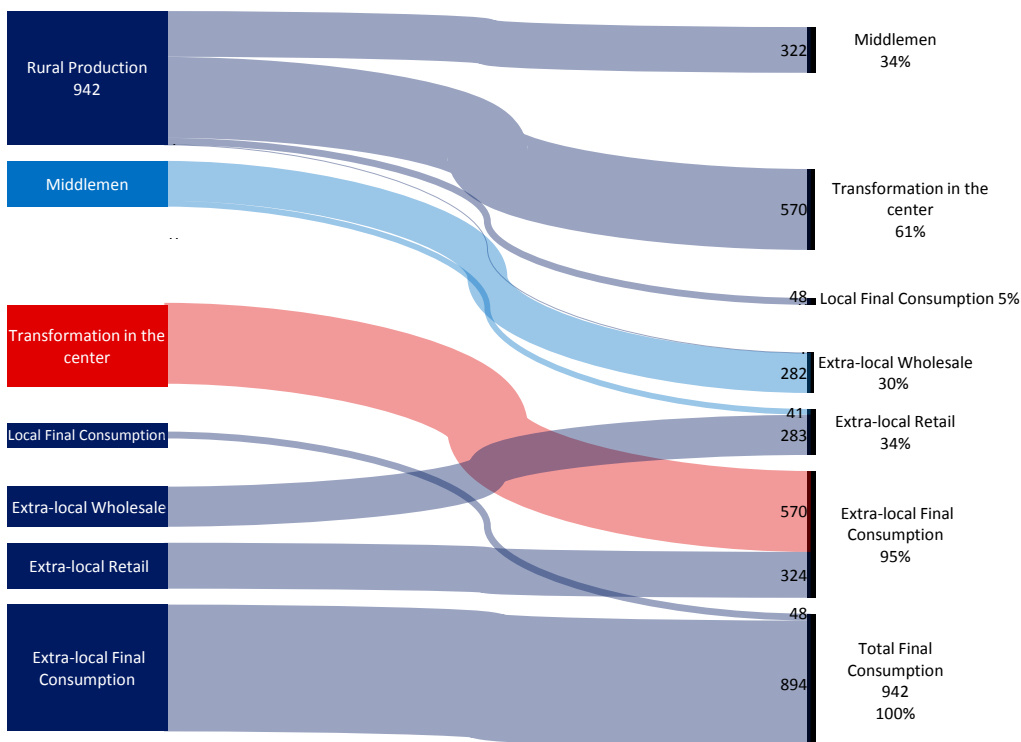 Rural Production
942
Middlemen
Transformation in the
center
Local Final Consumption
Extra-local Wholesale
Extra-local Retail
Extra-local Final
Consumption
322
570
48
282
41
283
570
324
48
894
Middlemen
34%
Transformation in the
center
61%
Local Final Consumption 5%
Extra-local Wholesale
30%
Extra-local Retail
34%
Extra-local Final
Consumption
95%
Total Final
Consumption
942
100%